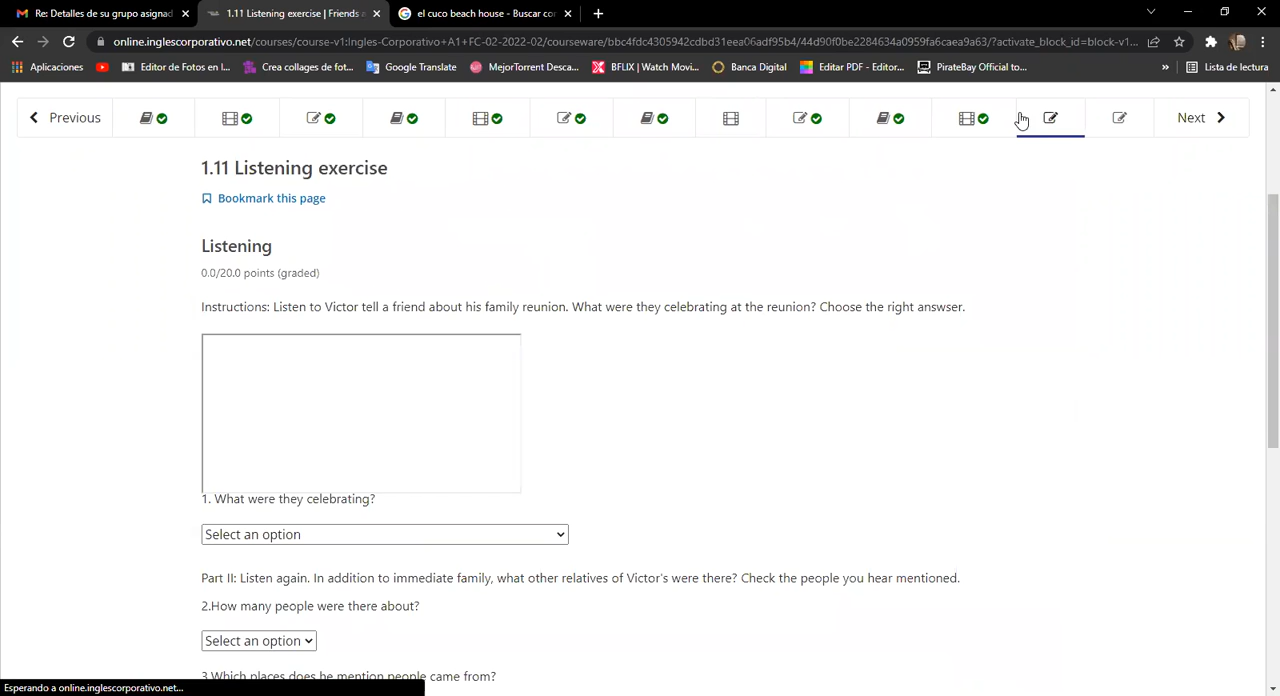 Re: Detalles de su grupo asignad
1.11 Listening exercise | Friends a
el cuco beach house - Buscar cor
online.inglescorporativo.net/courses/course-v1:Ingles-Corporativo+A1+FC-02-2022-02/courseware/bbc4fdc4305942cdbd31eea06adf95b4/44d90f0be2284634a0959fa6caea9a63/?activate_block_id=block-v1...
Aplicaciones
Editor de Fotos en l...
Crea collages de fot...
Google Translate
MejorTorrent Desca...
BFLIX | Watch Movi...
Banca Digital
Editar PDF - Editor...
PirateBay Official to...
»
Lista de lectura
Previous
Next
1.11 Listening exercise
Bookmark this page
Listening
0.0/20.0 points (graded)
Instructions: Listen to Victor tell a friend about his family reunion. What were they celebrating at the reunion? Choose the right answser.
1. What were they celebrating?
Select an option
Part II: Listen again. In addition to immediate family, what other relatives of Victor's were there? Check the people you hear mentioned.
2.How many people were there about?
Select an option
3.Which places does he mention people came from?
Esperando a online.inglescorporativo.net...